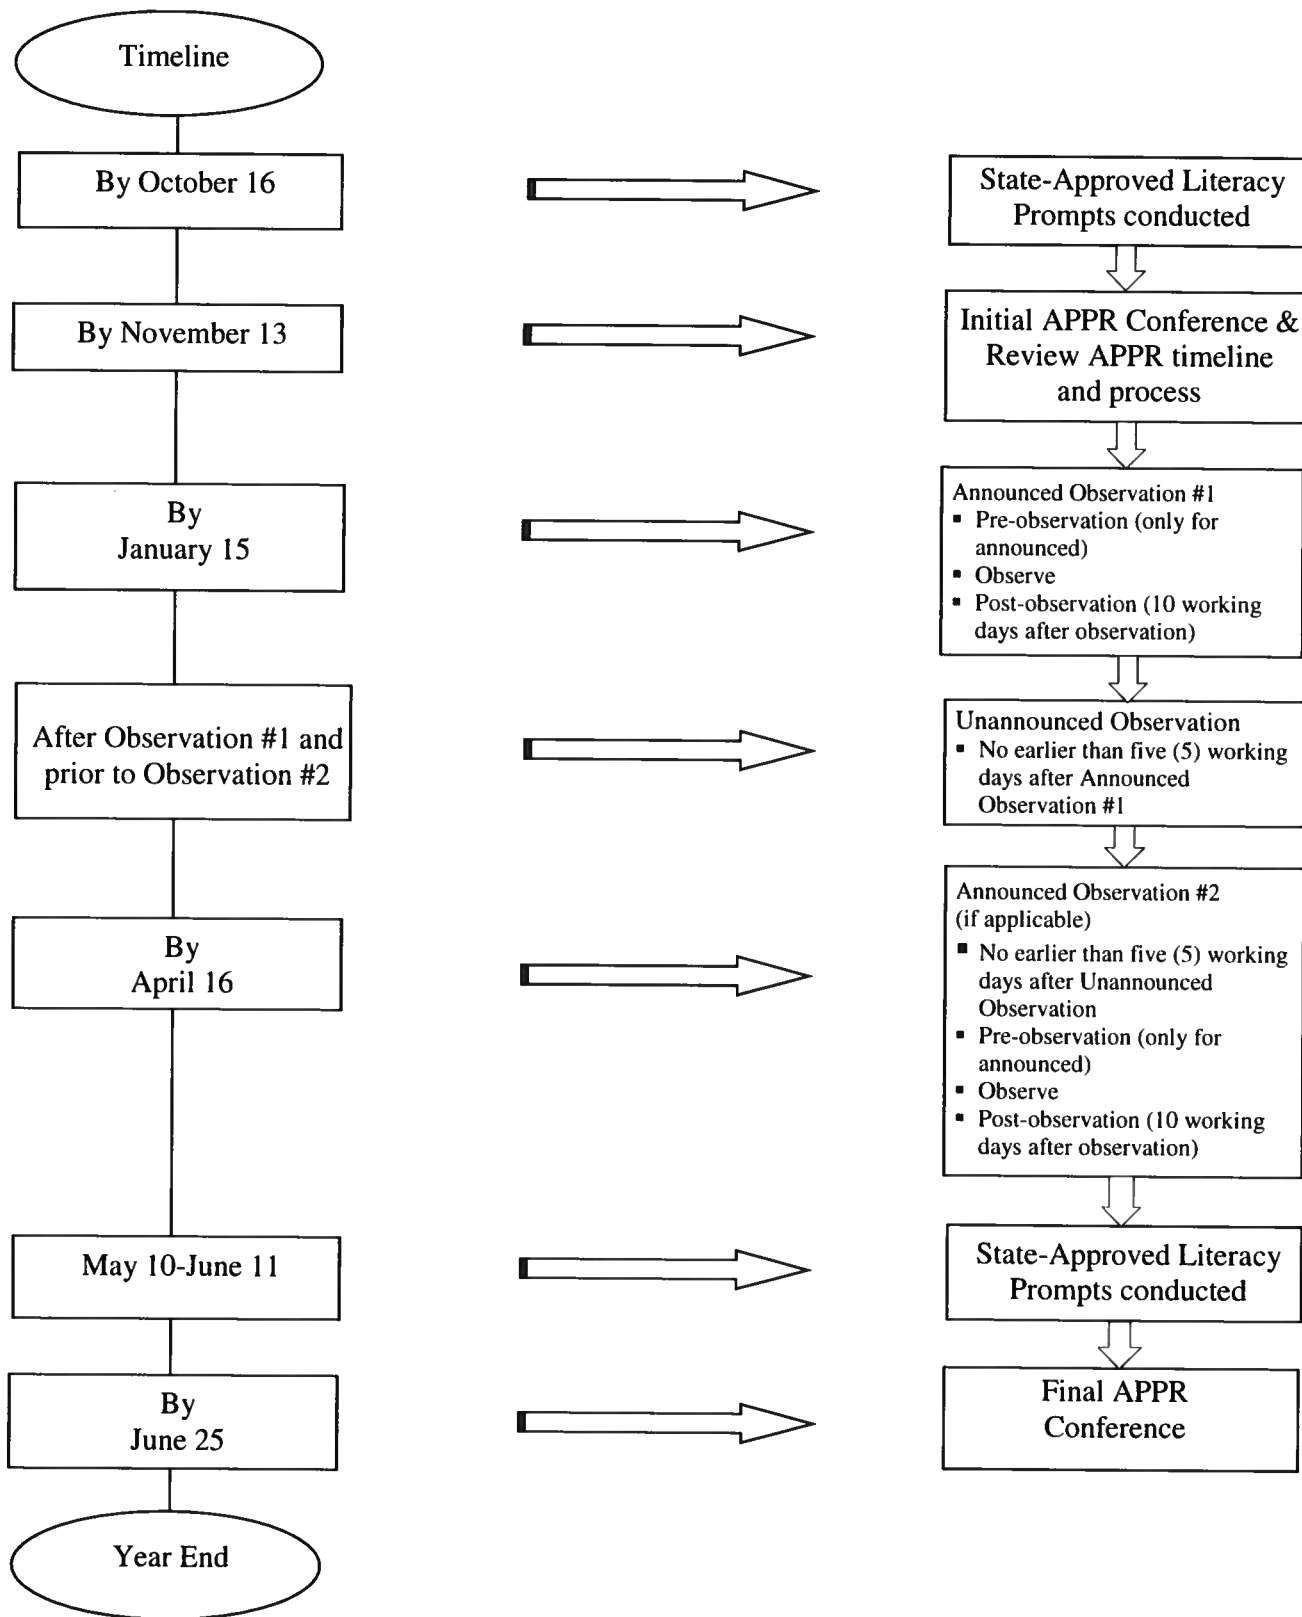 Timeline
By October 16
State-Approved Literacy
Prompts conducted
By November 13
Initial APPR Conference &
Review APPR timeline
and process
By
January 15
Announced Observation #1
▪ Pre-observation (only for
announced)
▪ Observe
▪ Post-observation (10 working
days after observation)
After Observation #1 and
prior to Observation #2
Unannounced Observation
▪ No earlier than five (5) working
days after Announced
Observation #1
By
April 16
Announced Observation #2
(if applicable)
▪ No earlier than five (5) working
days after Unannounced
Observation
▪ Pre-observation (only for
announced)
▪ Observe
▪ Post-observation (10 working
days after observation)
May 10-June 11
State-Approved Literacy
Prompts conducted
By
June 25
Final APPR
Conference
Year End